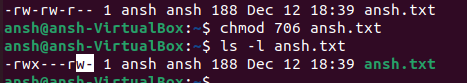 -rw-rw-r-- 1 ansh ansh 188 Dec 12 18:39 ansh.txt
ansh@ansh-VirtualBox:~$ chmod 706 ansh.txt
ansh@ansh-VirtualBox:~$ ls -l ansh.txt
-rwx---rw- 1 ansh ansh 188 Dec 12 18:39 ansh.txt
ansh@ansh-VirtualBox:~$